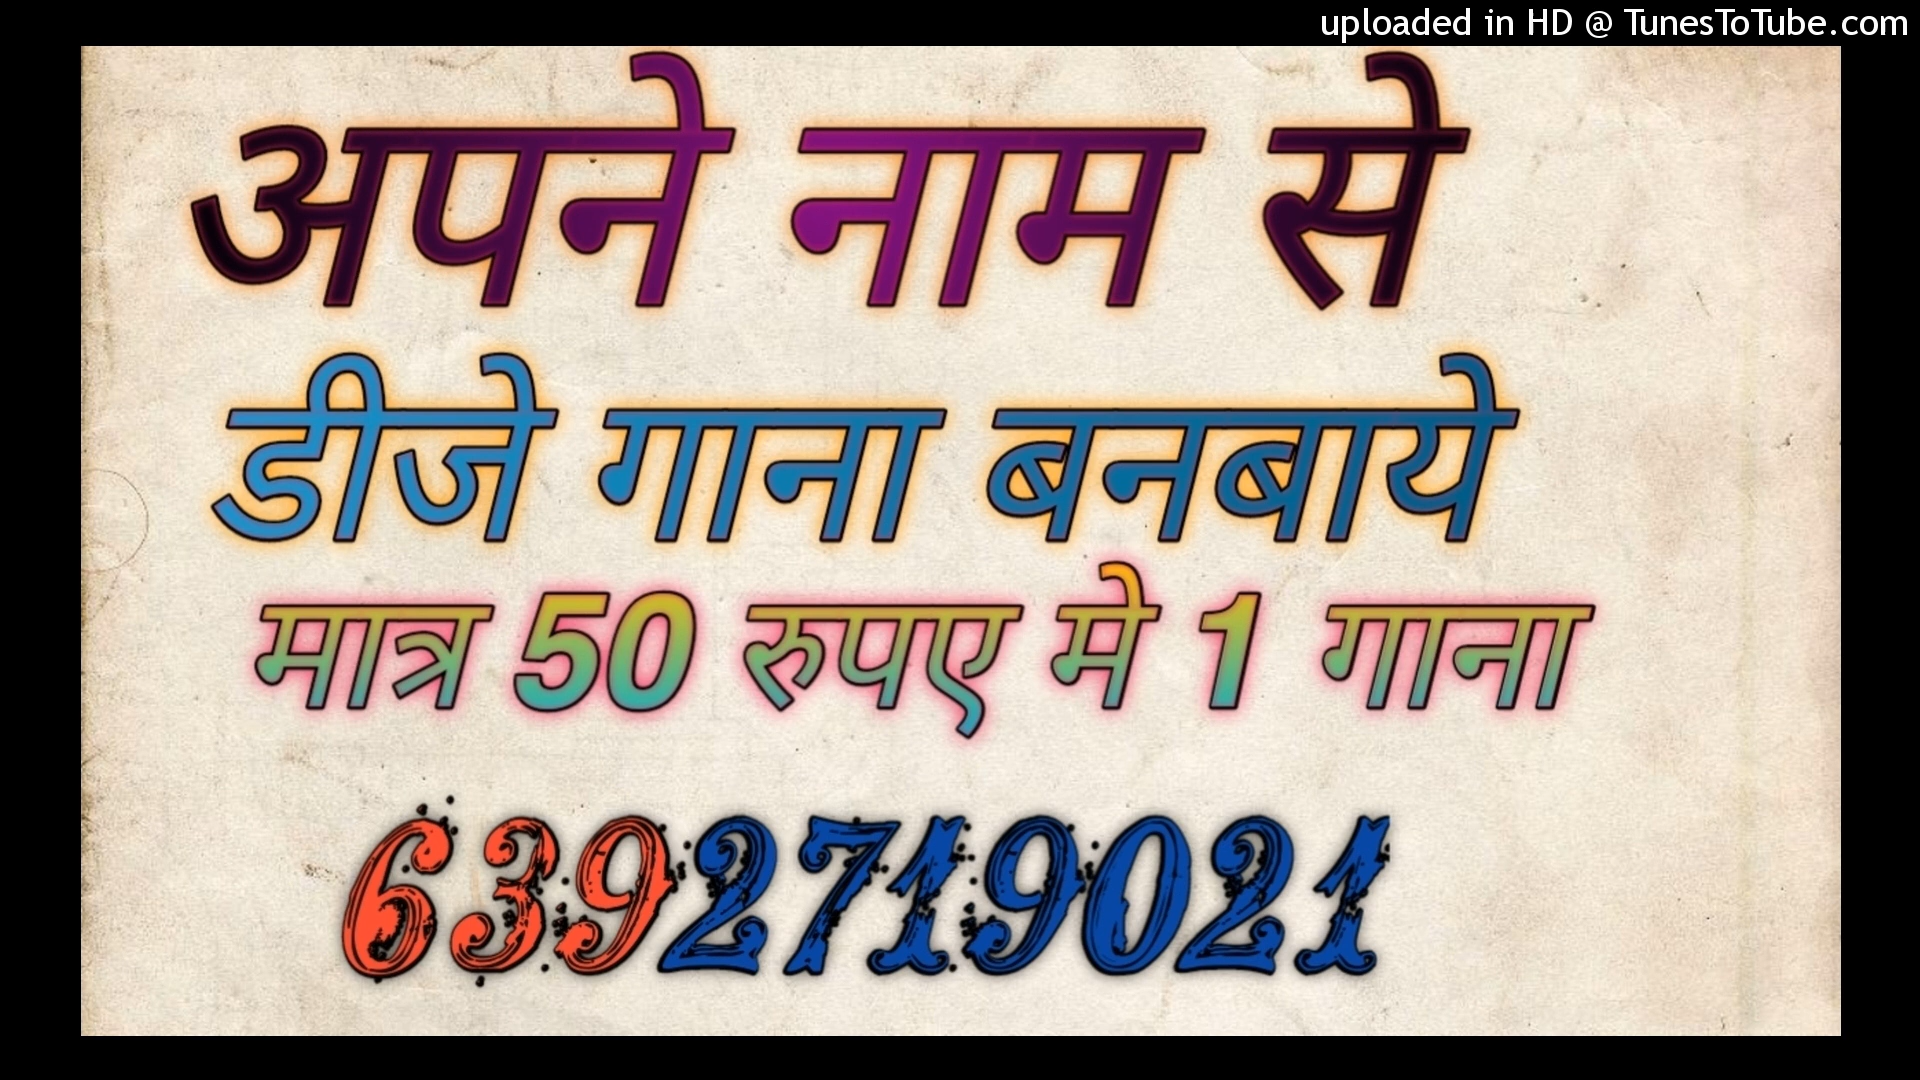 uploaded in HD @ TunesToTube.com
अपने नाम से
डीजे गाना बनबाये
मात्र 50 रुपए मे 1 गाना
6392719021